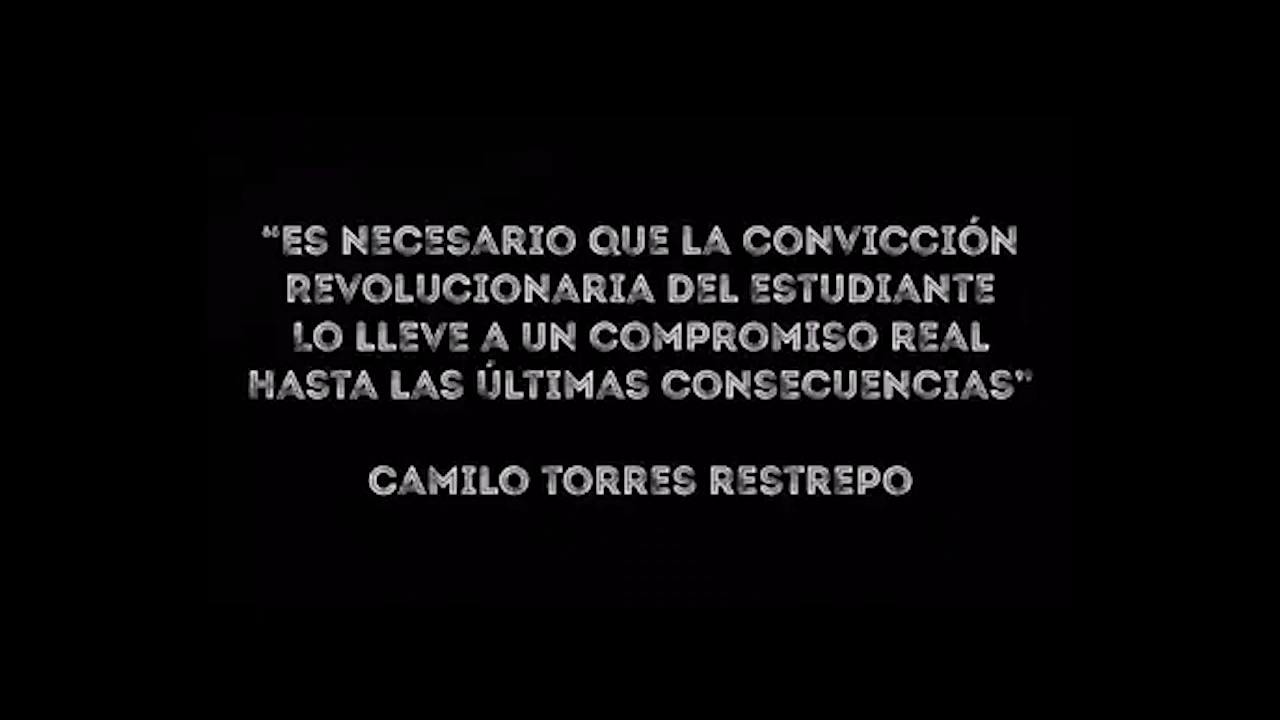 “ES NECESARIO QUE LA CONVICCIÓN
REVOLUCIONARIA DEL ESTUDIANTE
LO LLEVE A UN COMPROMISO REAL
HASTA LAS ÚLTIMAS CONSECUENCIAS”
CAMILO TORRES RESTREPO